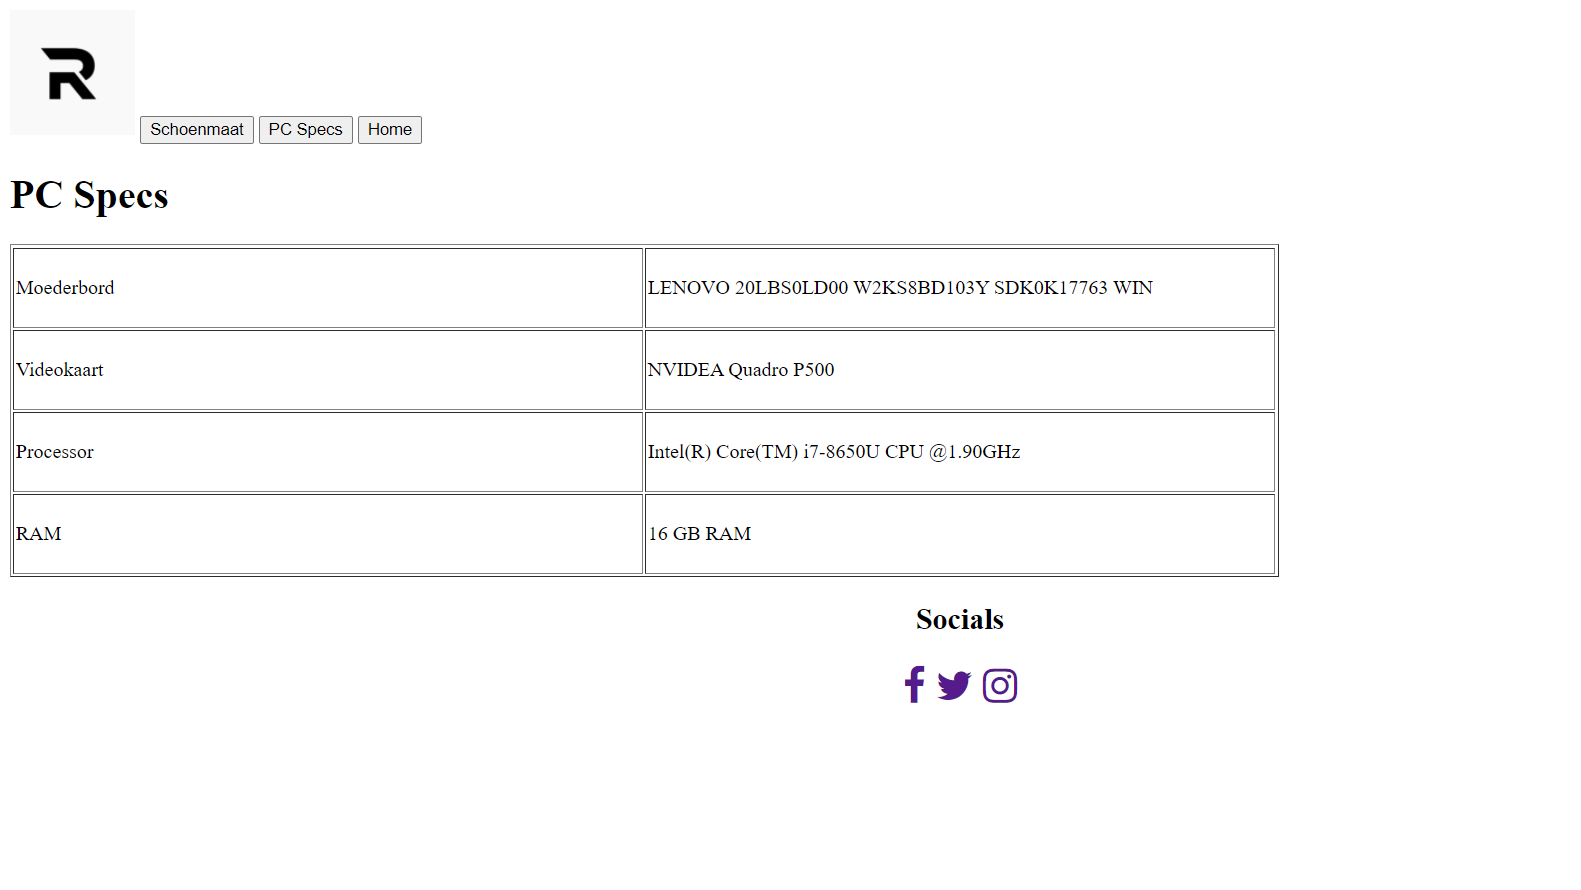 R
Schoenmaat PC Specs Home
PC Specs
Moederbord LENOVO 20LBS0LD00 W2KS8BD103Y SDK0K17763 WIN
Videokaart NVIDEA Quadro P500
Processor Intel(R) Core(TM) i7-8650U CPU @1.90GHz
RAM 16 GB RAM
Socials